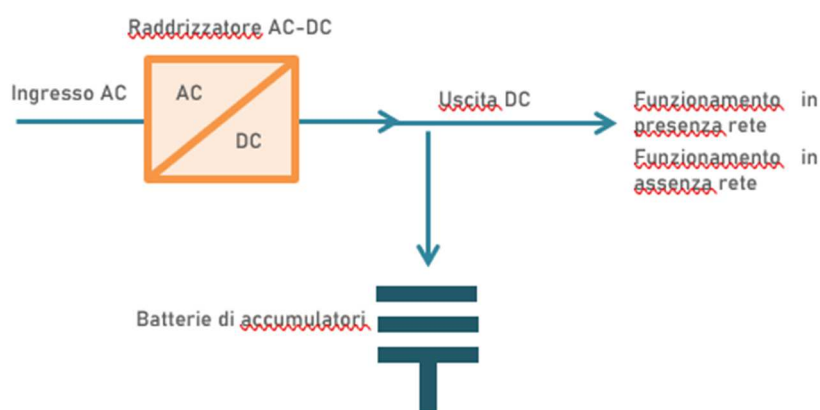 Raddrizzatore AC-DC
Ingresso AC
AC
DC
Uscita DC
Funzionamento in
presenza rete
Funzionamento in
assenza rete
Batterie di accumulatori